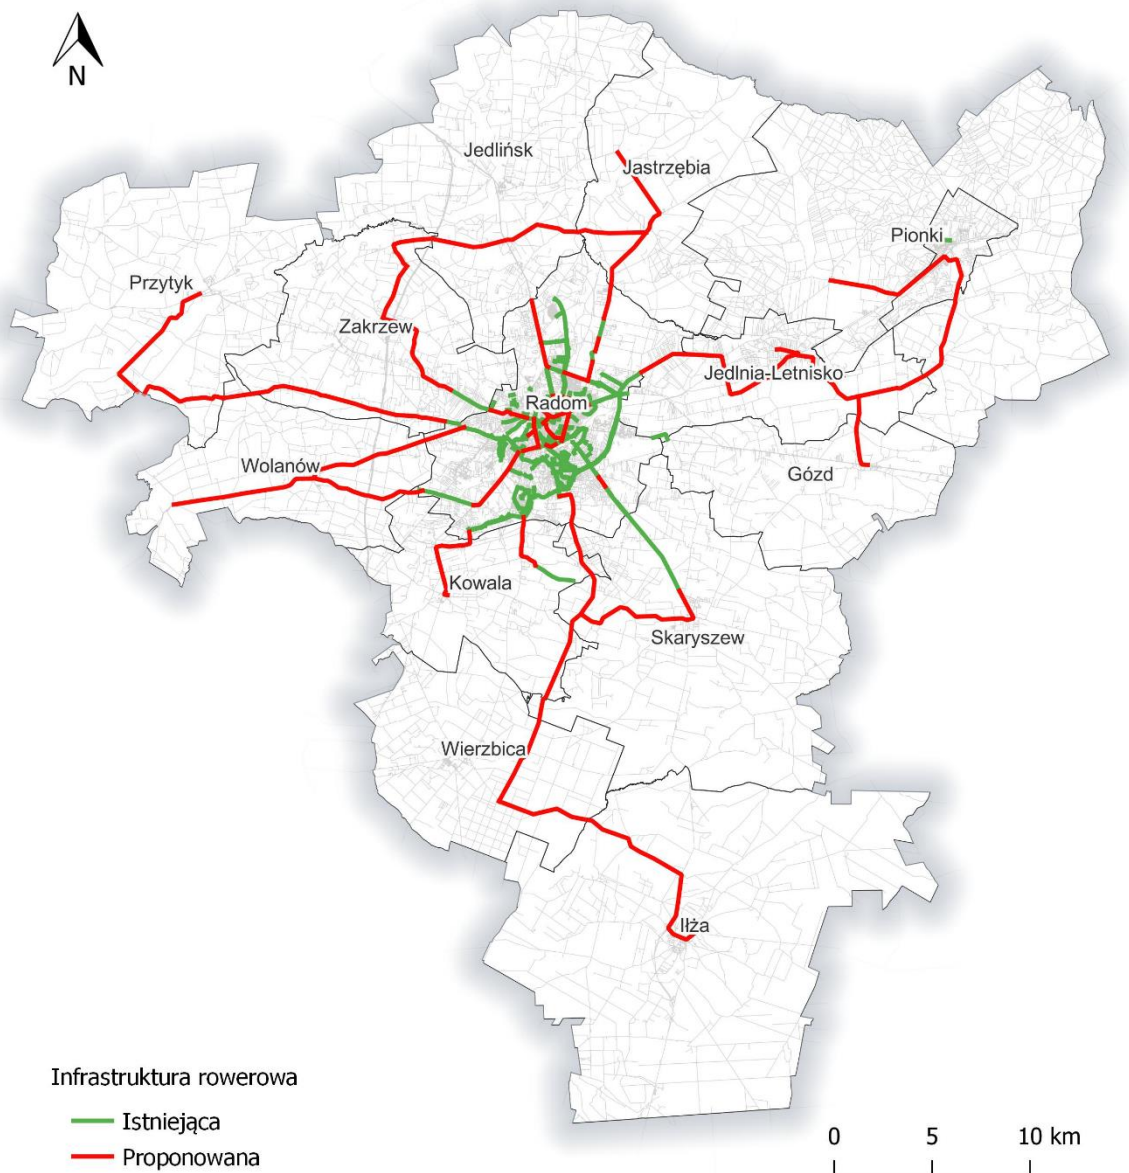 N
Jedlińsk
Jastrzębia
Pionki
Przytyk
Zakrzew
Jedlnia-Letnisko
Radom
Wolanów
Gózd
Kowala
Skaryszew
Wierzbica
Iłża
Infrastruktura rowerowa
Istniejąca
Proponowana
0 5 10 km